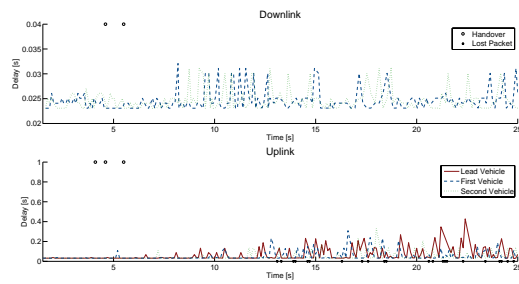 Downlink
0.04
0.035
0.03
0.025
0.02
Delay [s]
Handover
Lost Packet
5
10
15
20
25
Time [s]
Uplink
1
0.8
0.6
0.4
0.2
0
Delay [s]
Lead Vehicle
First Vehicle
Second Vehicle
5
10
15
20
25
Time [s]